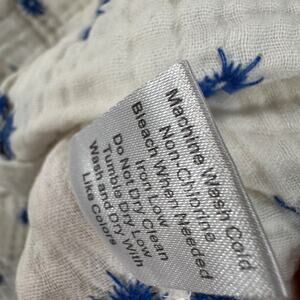 Machine Wash Cold
Non-Chlorine
Bleach When Needed
Iron Low
Do Not Dry Clean
Tumble Dry Low
Wash and Dry With
Like Colors